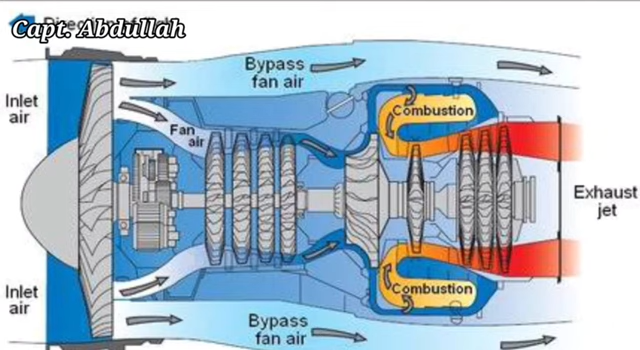 Capt. Abdullah
Bypass
fan air
Inlet
air
Combustion
Fan
air
Exhaust
jet
Combustion
Inlet
air
Bypass
fan air